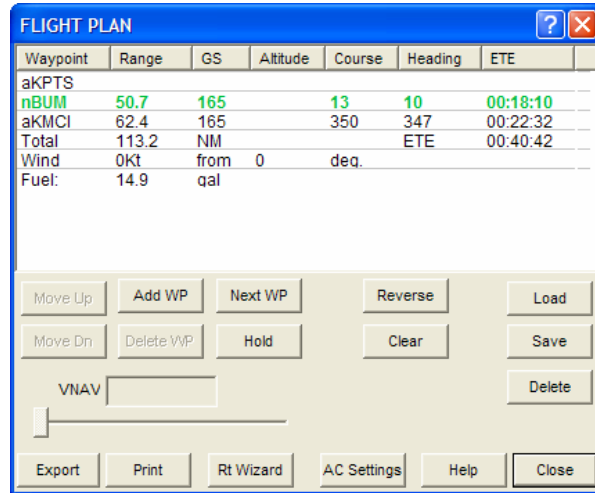 FLIGHT PLAN
Waypoint Range GS Altitude Course Heading ETE
aKPTS
nBUM 50.7 165 13 10 00:18:10
aKMCI 62.4 165 350 347 00:22:32
Total 113.2 NM ETE 00:40:42
Wind 0Kt from 0 deg.
Fuel: 14.9 gal
Move Up Add WP Next WP Reverse Load
Move Dn Delete WP Hold Clear Save
VNAV Delete
Export Print Rt Wizard AC Settings Help Close